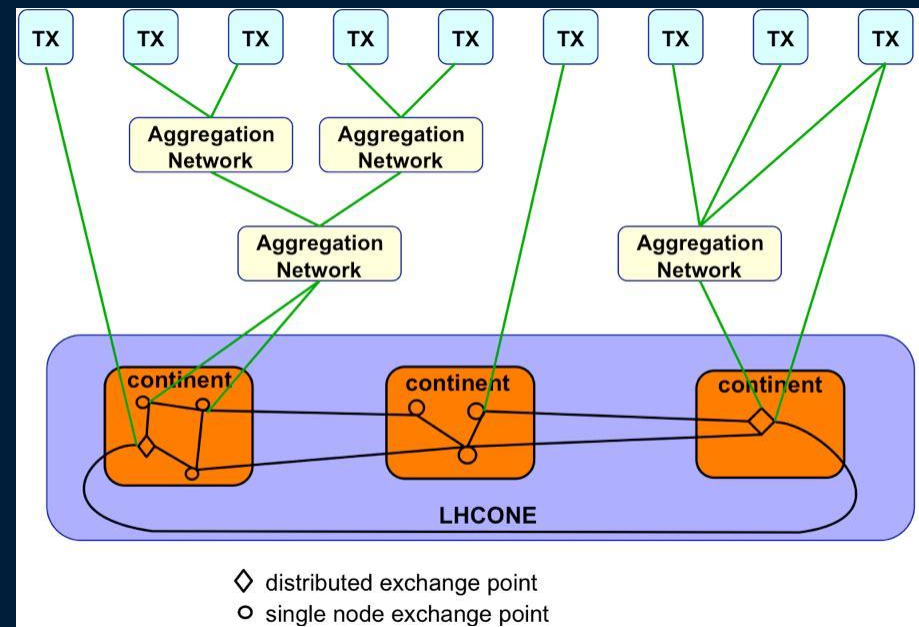 TX TX TX TX TX TX TX TX TX
Aggregation
Network
Aggregation
Network
Aggregation
Network
Aggregation
Network
continent
continent
continent
LHCONE
distributed exchange point
single node exchange point